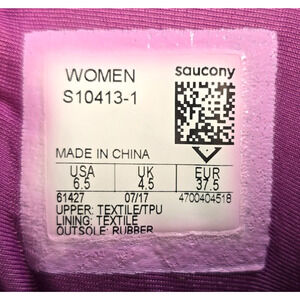 WOMEN saucony
S10413-1
MADE IN CHINA
USA UK EUR
6.5 4.5 37.5
61427 07/17 4700404518
UPPER: TEXTILE/TPU
LINING: TEXTILE
OUTSOLE: RUBBER